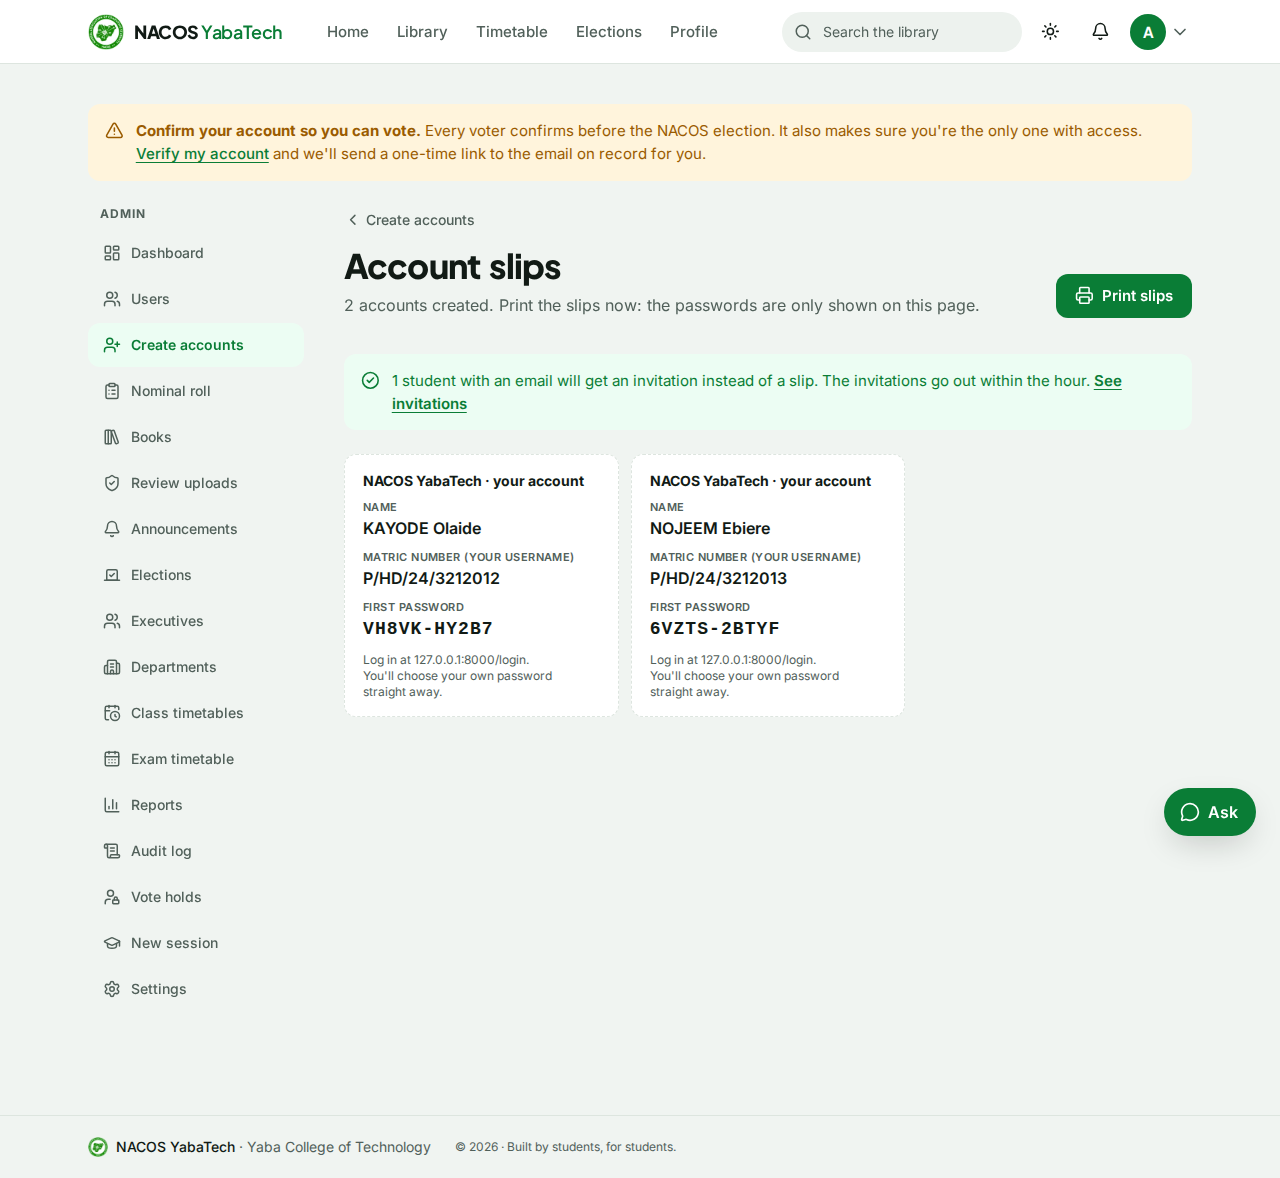 NACOS YabaTech
Home
Library
Timetable
Elections
Profile
Search the library
A
Confirm your account so you can vote. Every voter confirms before the NACOS election. It also makes sure you're the only one with access.
Verify my account and we'll send a one-time link to the email on record for you.
ADMIN
Dashboard
Users
Create accounts
Nominal roll
Books
Review uploads
Announcements
Elections
Executives
Departments
Class timetables
Exam timetable
Reports
Audit log
Vote holds
New session
Settings
Create accounts
Account slips
2 accounts created. Print the slips now: the passwords are only shown on this page.
Print slips
1 student with an email will get an invitation instead of a slip. The invitations go out within the hour. See
invitations
NACOS YabaTech · your account
NAME
KAYODE Olaide
MATRIC NUMBER (YOUR USERNAME)
P/HD/24/3212012
FIRST PASSWORD
VH8VK-HY2B7
Log in at 127.0.0.1:8000/login.
You'll choose your own password
straight away.
NACOS YabaTech · your account
NAME
NOJEEM Ebiere
MATRIC NUMBER (YOUR USERNAME)
P/HD/24/3212013
FIRST PASSWORD
6VZTS-2BTYF
Log in at 127.0.0.1:8000/login.
You'll choose your own password
straight away.
Ask
NACOS YabaTech · Yaba College of Technology
© 2026 · Built by students, for students.